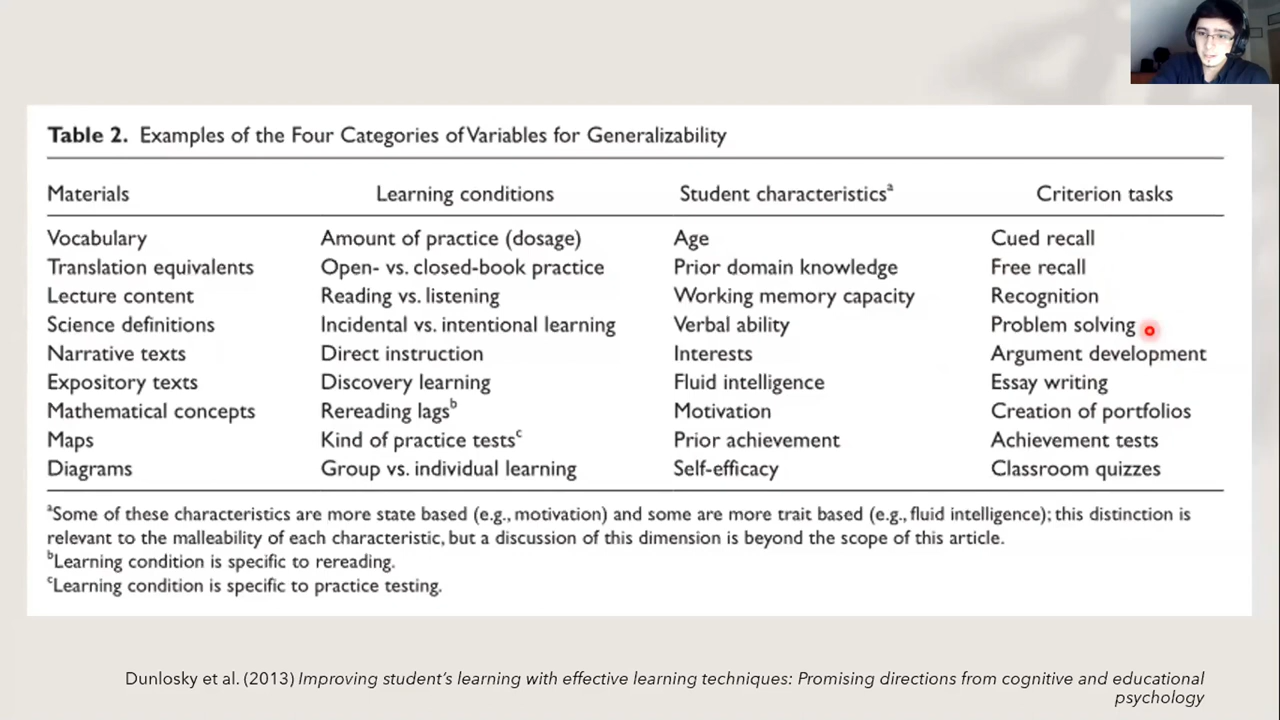 Table 2. Examples of the Four Categories of Variables for Generalizability
Materials Learning conditions Student characteristicsᵃ Criterion tasks
Vocabulary Amount of practice (dosage) Age Cued recall
Translation equivalents Open- vs. closed-book practice Prior domain knowledge Free recall
Lecture content Reading vs. listening Working memory capacity Recognition
Science definitions Incidental vs. intentional learning Verbal ability Problem solving
Narrative texts Direct instruction Interests Argument development
Expository texts Discovery learning Fluid intelligence Essay writing
Mathematical concepts Rereading lagsᵇ Motivation Creation of portfolios
Maps Kind of practice testsᶜ Prior achievement Achievement tests
Diagrams Group vs. individual learning Self-efficacy Classroom quizzes
ᵃSome of these characteristics are more state based (e.g., motivation) and some are more trait based (e.g., fluid intelligence); this distinction is
relevant to the malleability of each characteristic, but a discussion of this dimension is beyond the scope of this article.
ᵇLearning condition is specific to rereading.
ᶜLearning condition is specific to practice testing.
Dunlosky et al. (2013) Improving student’s learning with effective learning techniques: Promising directions from cognitive and educational
psychology